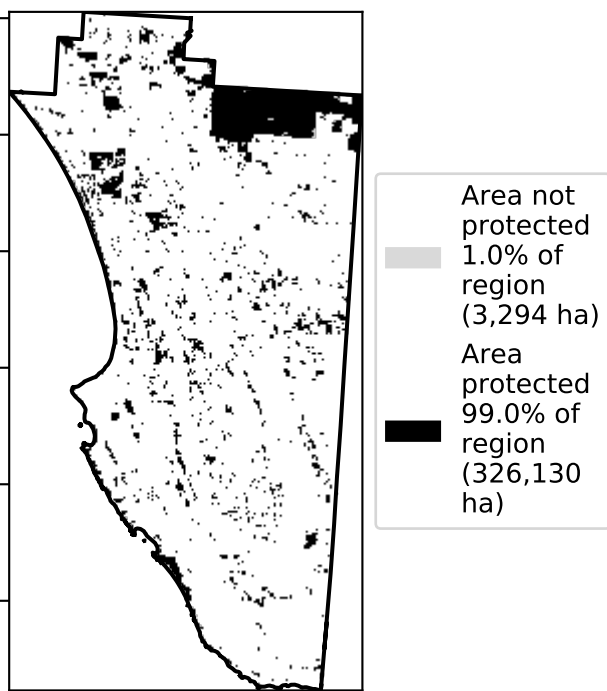 Area not
protected
1.0% of
region
(3,294 ha)
Area
protected
99.0% of
region
(326,130
ha)